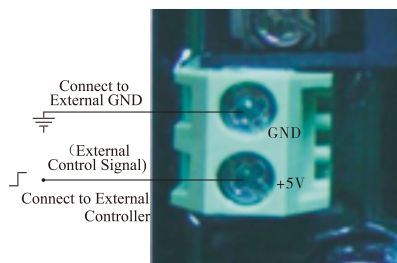 Connect to
External GND
GND
（External
Control Signal)
+5V
Connect to External
Controller